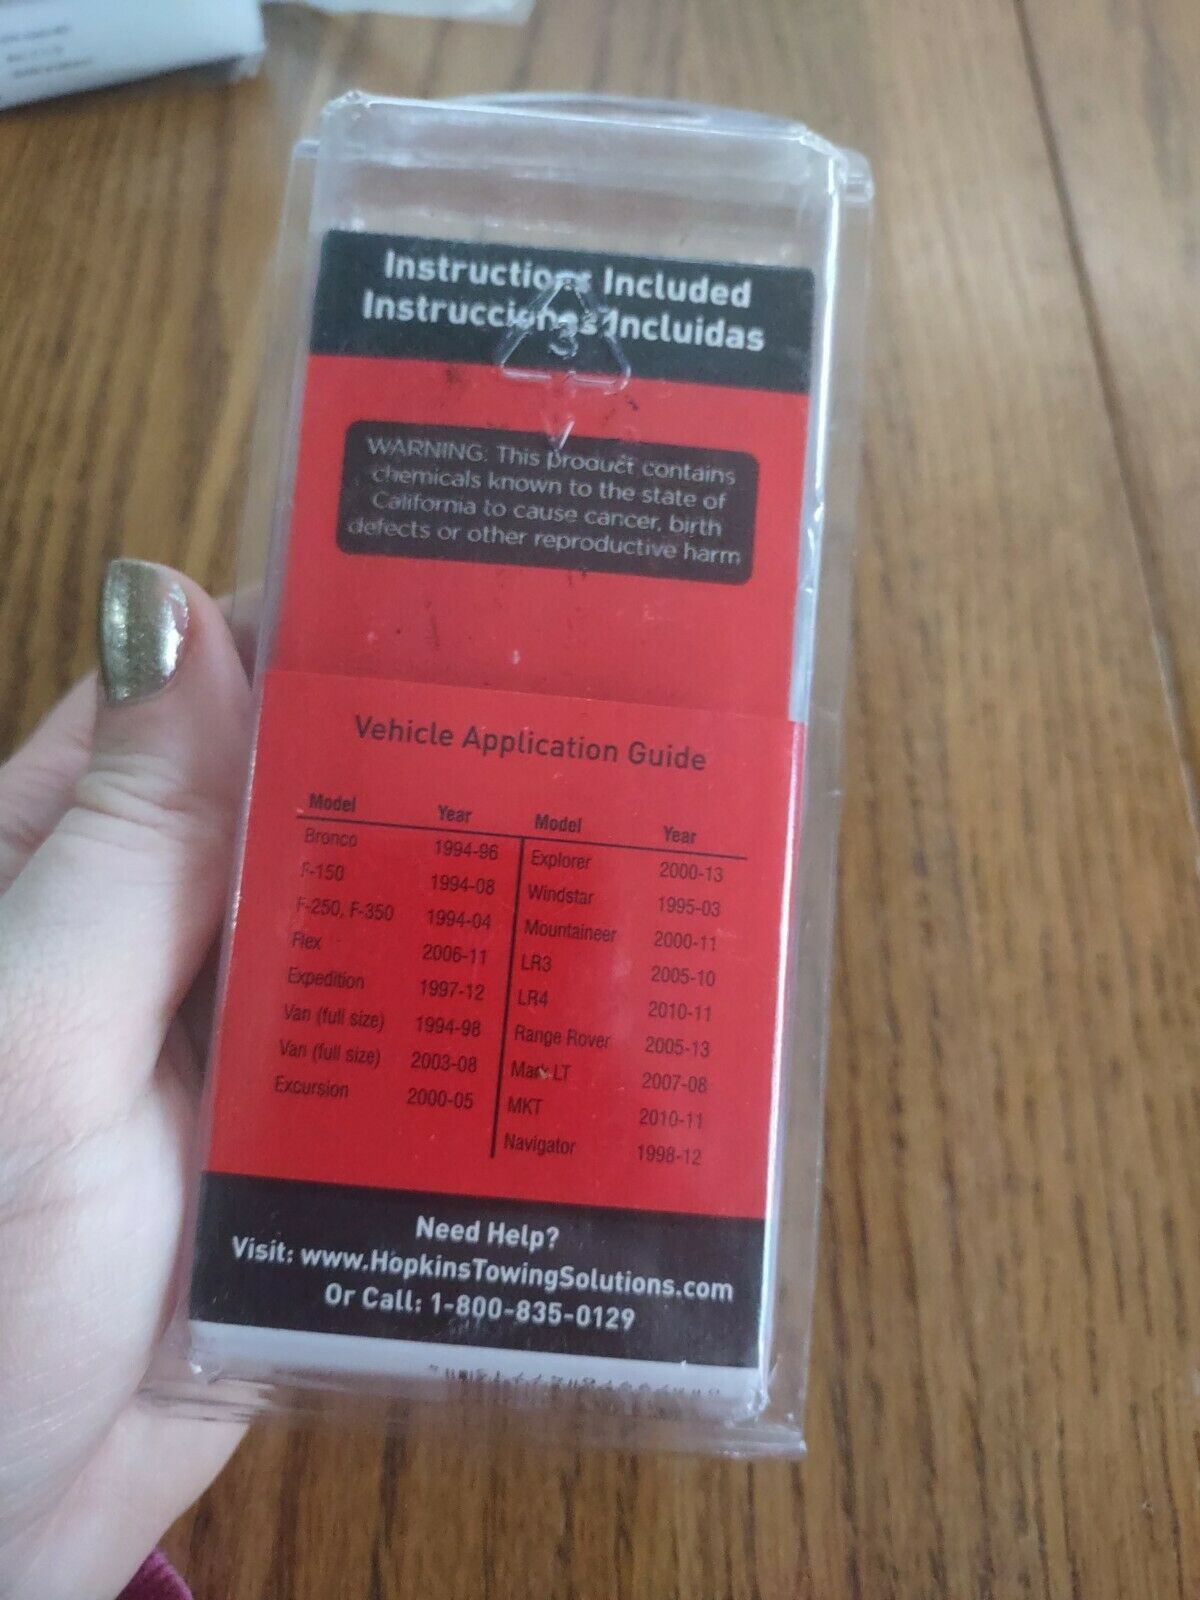 Instructions Included
Instrucciones Incluidas
3
WARNING: This product contains
chemicals known to the state of
California to cause cancer, birth
defects or other reproductive harm
Vehicle Application Guide
Model Year
Bronco 1994-96
F-150 1994-08
F-250, F-350 1994-04
Flex 2006-11
Expedition 1997-12
Van (full size) 1994-98
Van (full size) 2003-08
Excursion 2000-05
Model Year
Explorer 2000-13
Windstar 1995-03
Mountaineer 2000-11
LR3 2005-10
LR4 2010-11
Range Rover 2005-13
Mark LT 2007-08
MKT 2010-11
Navigator 1998-12
Need Help?
Visit: www.HopkinsTowingSolutions.com
Or Call: 1-800-835-0129